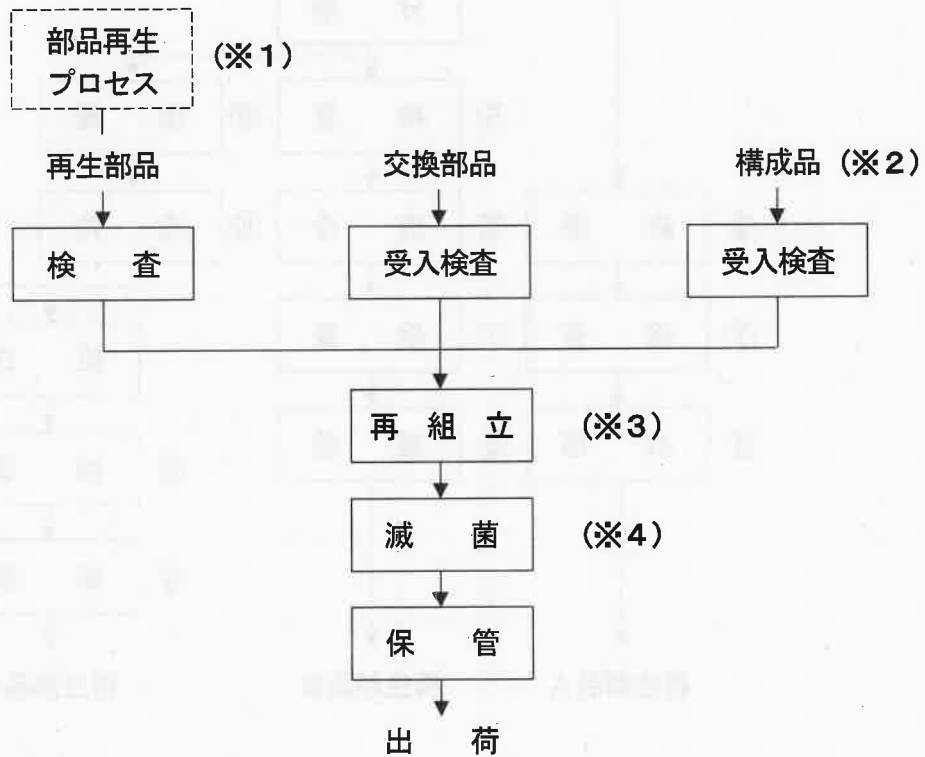 部品再生
プロセス
(※1)
再生部品
交換部品
構成品 (※2)
検 査
受入検査
受入検査
再 組 立
(※3)
滅 菌
(※4)
保 管
出 荷